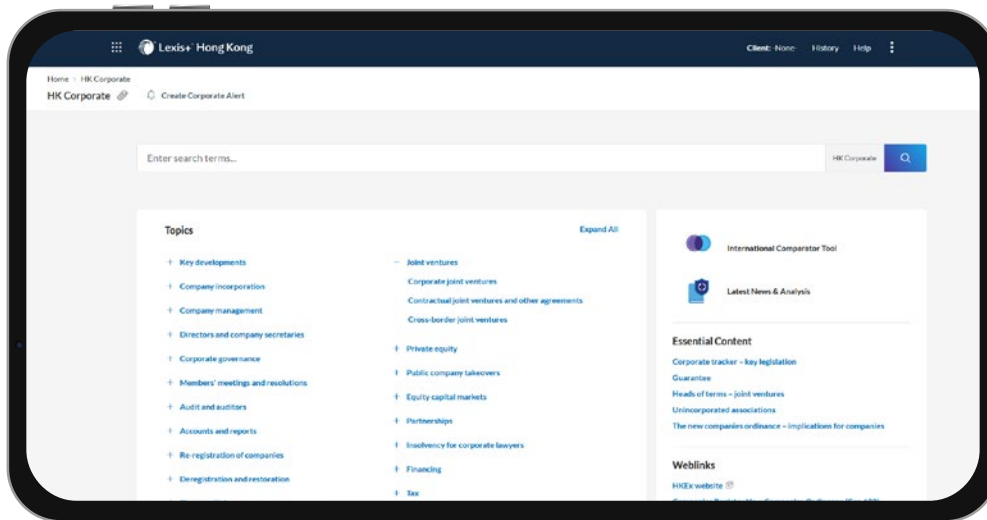 Lexis+ Hong Kong
Client: -None-
History
Help
Home > HK Corporate
HK Corporate
Create Corporate Alert
Enter search terms...
HK Corporate
Topics
Expand All
+ Key developments
+ Company incorporation
+ Company management
+ Directors and company secretaries
+ Corporate governance
+ Members' meetings and resolutions
+ Audit and auditors
+ Accounts and reports
+ Re-registration of companies
+ Deregistration and restoration
− Joint ventures
Corporate joint ventures
Contractual joint ventures and other agreements
Cross-border joint ventures
+ Private equity
+ Public company takeovers
+ Equity capital markets
+ Partnerships
+ Insolvency for corporate lawyers
+ Financing
+ Tax
International Comparator Tool
Latest News & Analysis
Essential Content
Corporate tracker – key legislation
Guarantee
Heads of terms – joint ventures
Unincorporated associations
The new companies ordinance – implications for companies
Weblinks
HKEx website